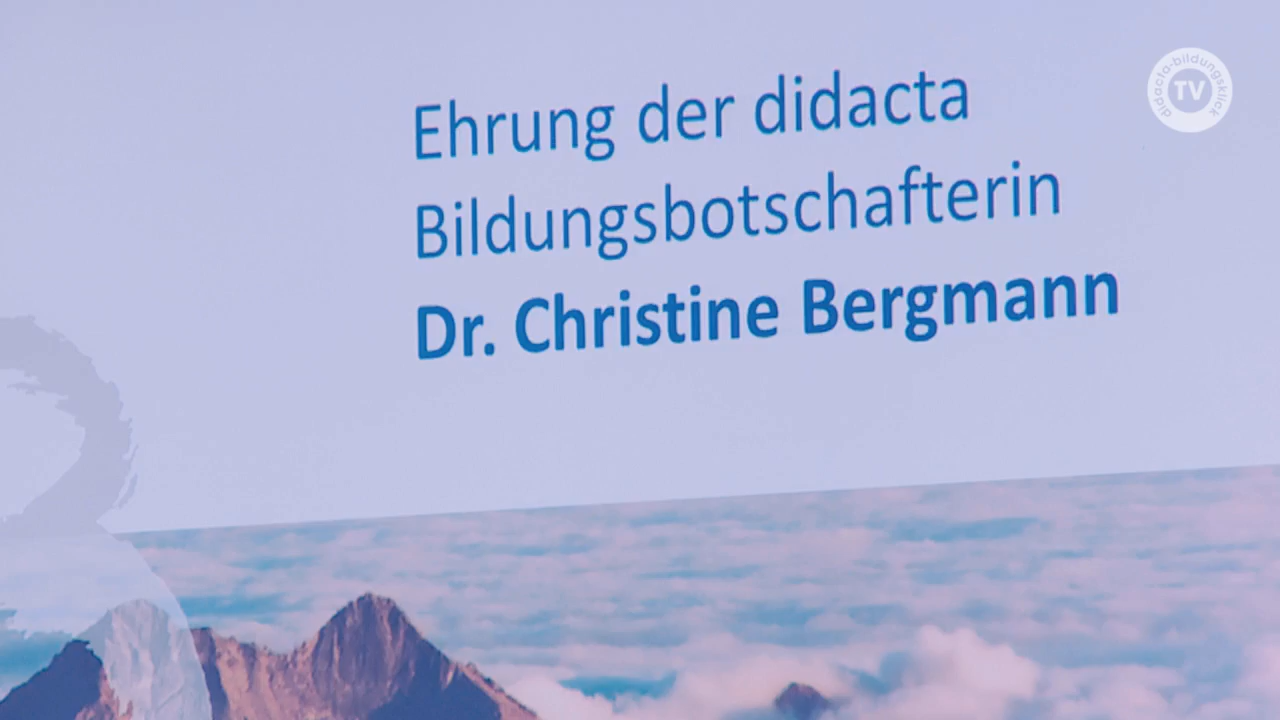 Ehrung der didacta
Bildungsbotschafterin
Dr. Christine Bergmann
didacta-bildungsklick
TV